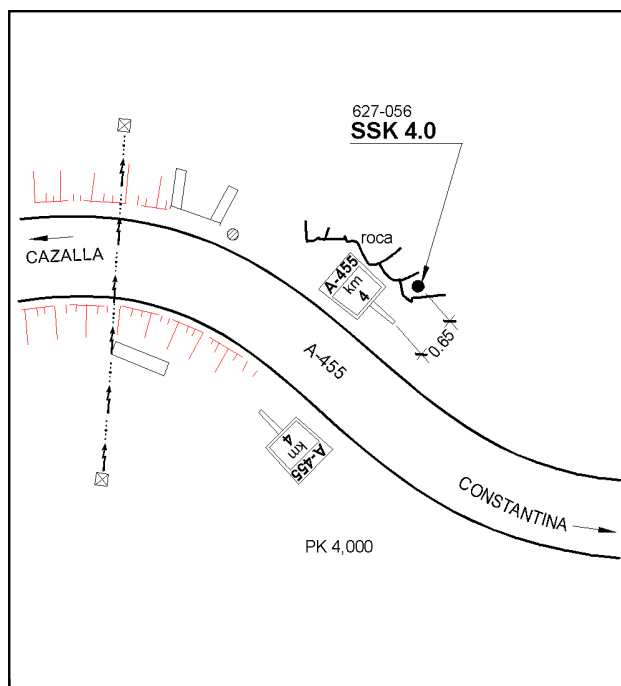 627-056
SSK 4.0
roca
CAZALLA
A-455
km
4
0.65
A-455
4
km
A-455
CONSTANTINA
PK 4,000